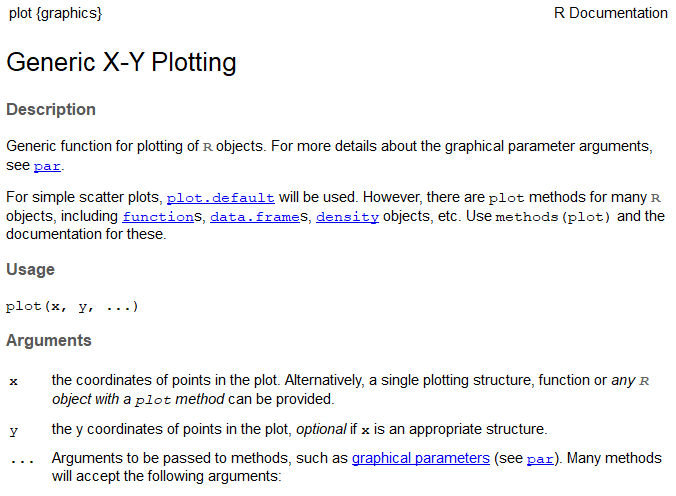 plot {graphics} R Documentation
Generic X-Y Plotting
Description
Generic function for plotting of R objects. For more details about the graphical parameter arguments,
see par.
For simple scatter plots, plot.default will be used. However, there are plot methods for many R
objects, including functions, data.frames, density objects, etc. Use methods(plot) and the
documentation for these.
Usage
plot(x, y, ...)
Arguments
x the coordinates of points in the plot. Alternatively, a single plotting structure, function or any R
object with a plot method can be provided.
y the y coordinates of points in the plot, optional if x is an appropriate structure.
... Arguments to be passed to methods, such as graphical parameters (see par). Many methods
will accept the following arguments: